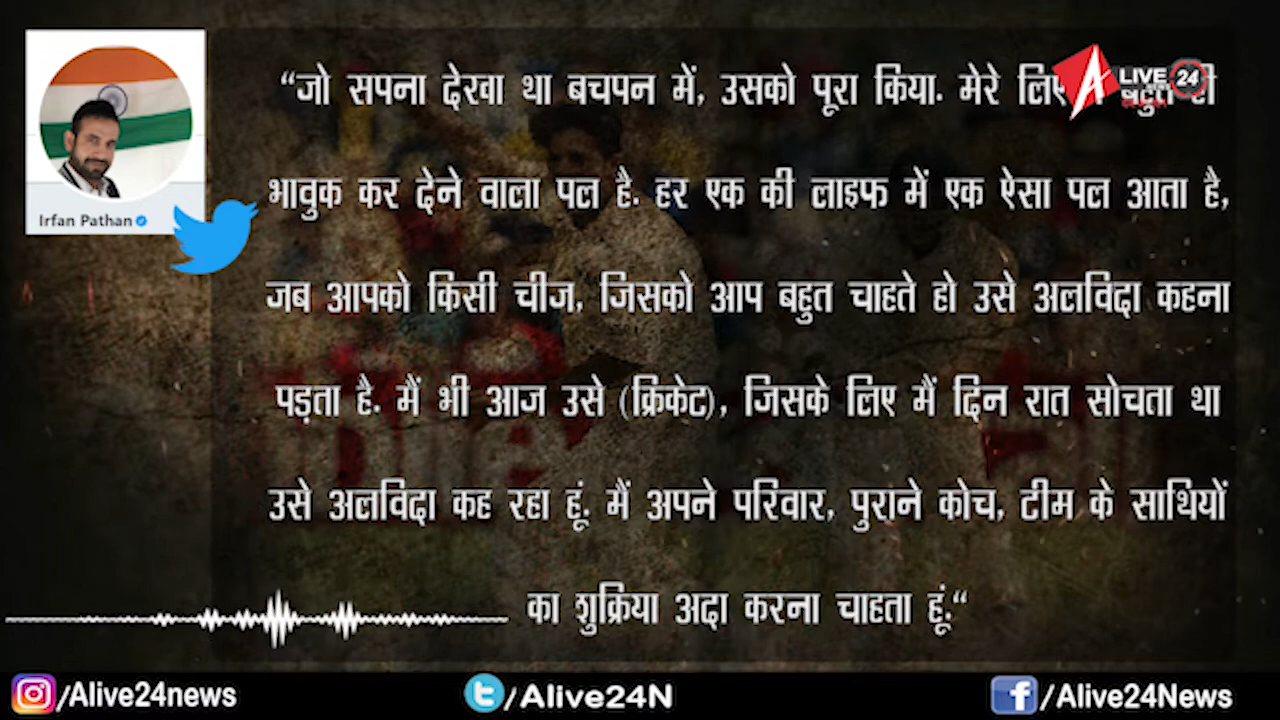 “जो सपना देखा था बचपन में, उसको पूरा किया. मेरे लिए
भावुक कर देने वाला पल है. हर एक की लाइफ में एक ऐसा पल आता है,
जब आपको किसी चीज, जिसको आप बहुत चाहते हो उसे अलविदा कहना
पड़ता है. मैं भी आज उसे (क्रिकेट), जिसके लिए मैं दिन रात सोचता था
उसे अलविदा कह रहा हूं. मैं अपने परिवार, पुराने कोच, टीम के साथियों
का शुक्रिया अदा करना चाहता हूं.“
Irfan Pathan
A LIVE 24
/Alive24news
/Alive24N
/Alive24News